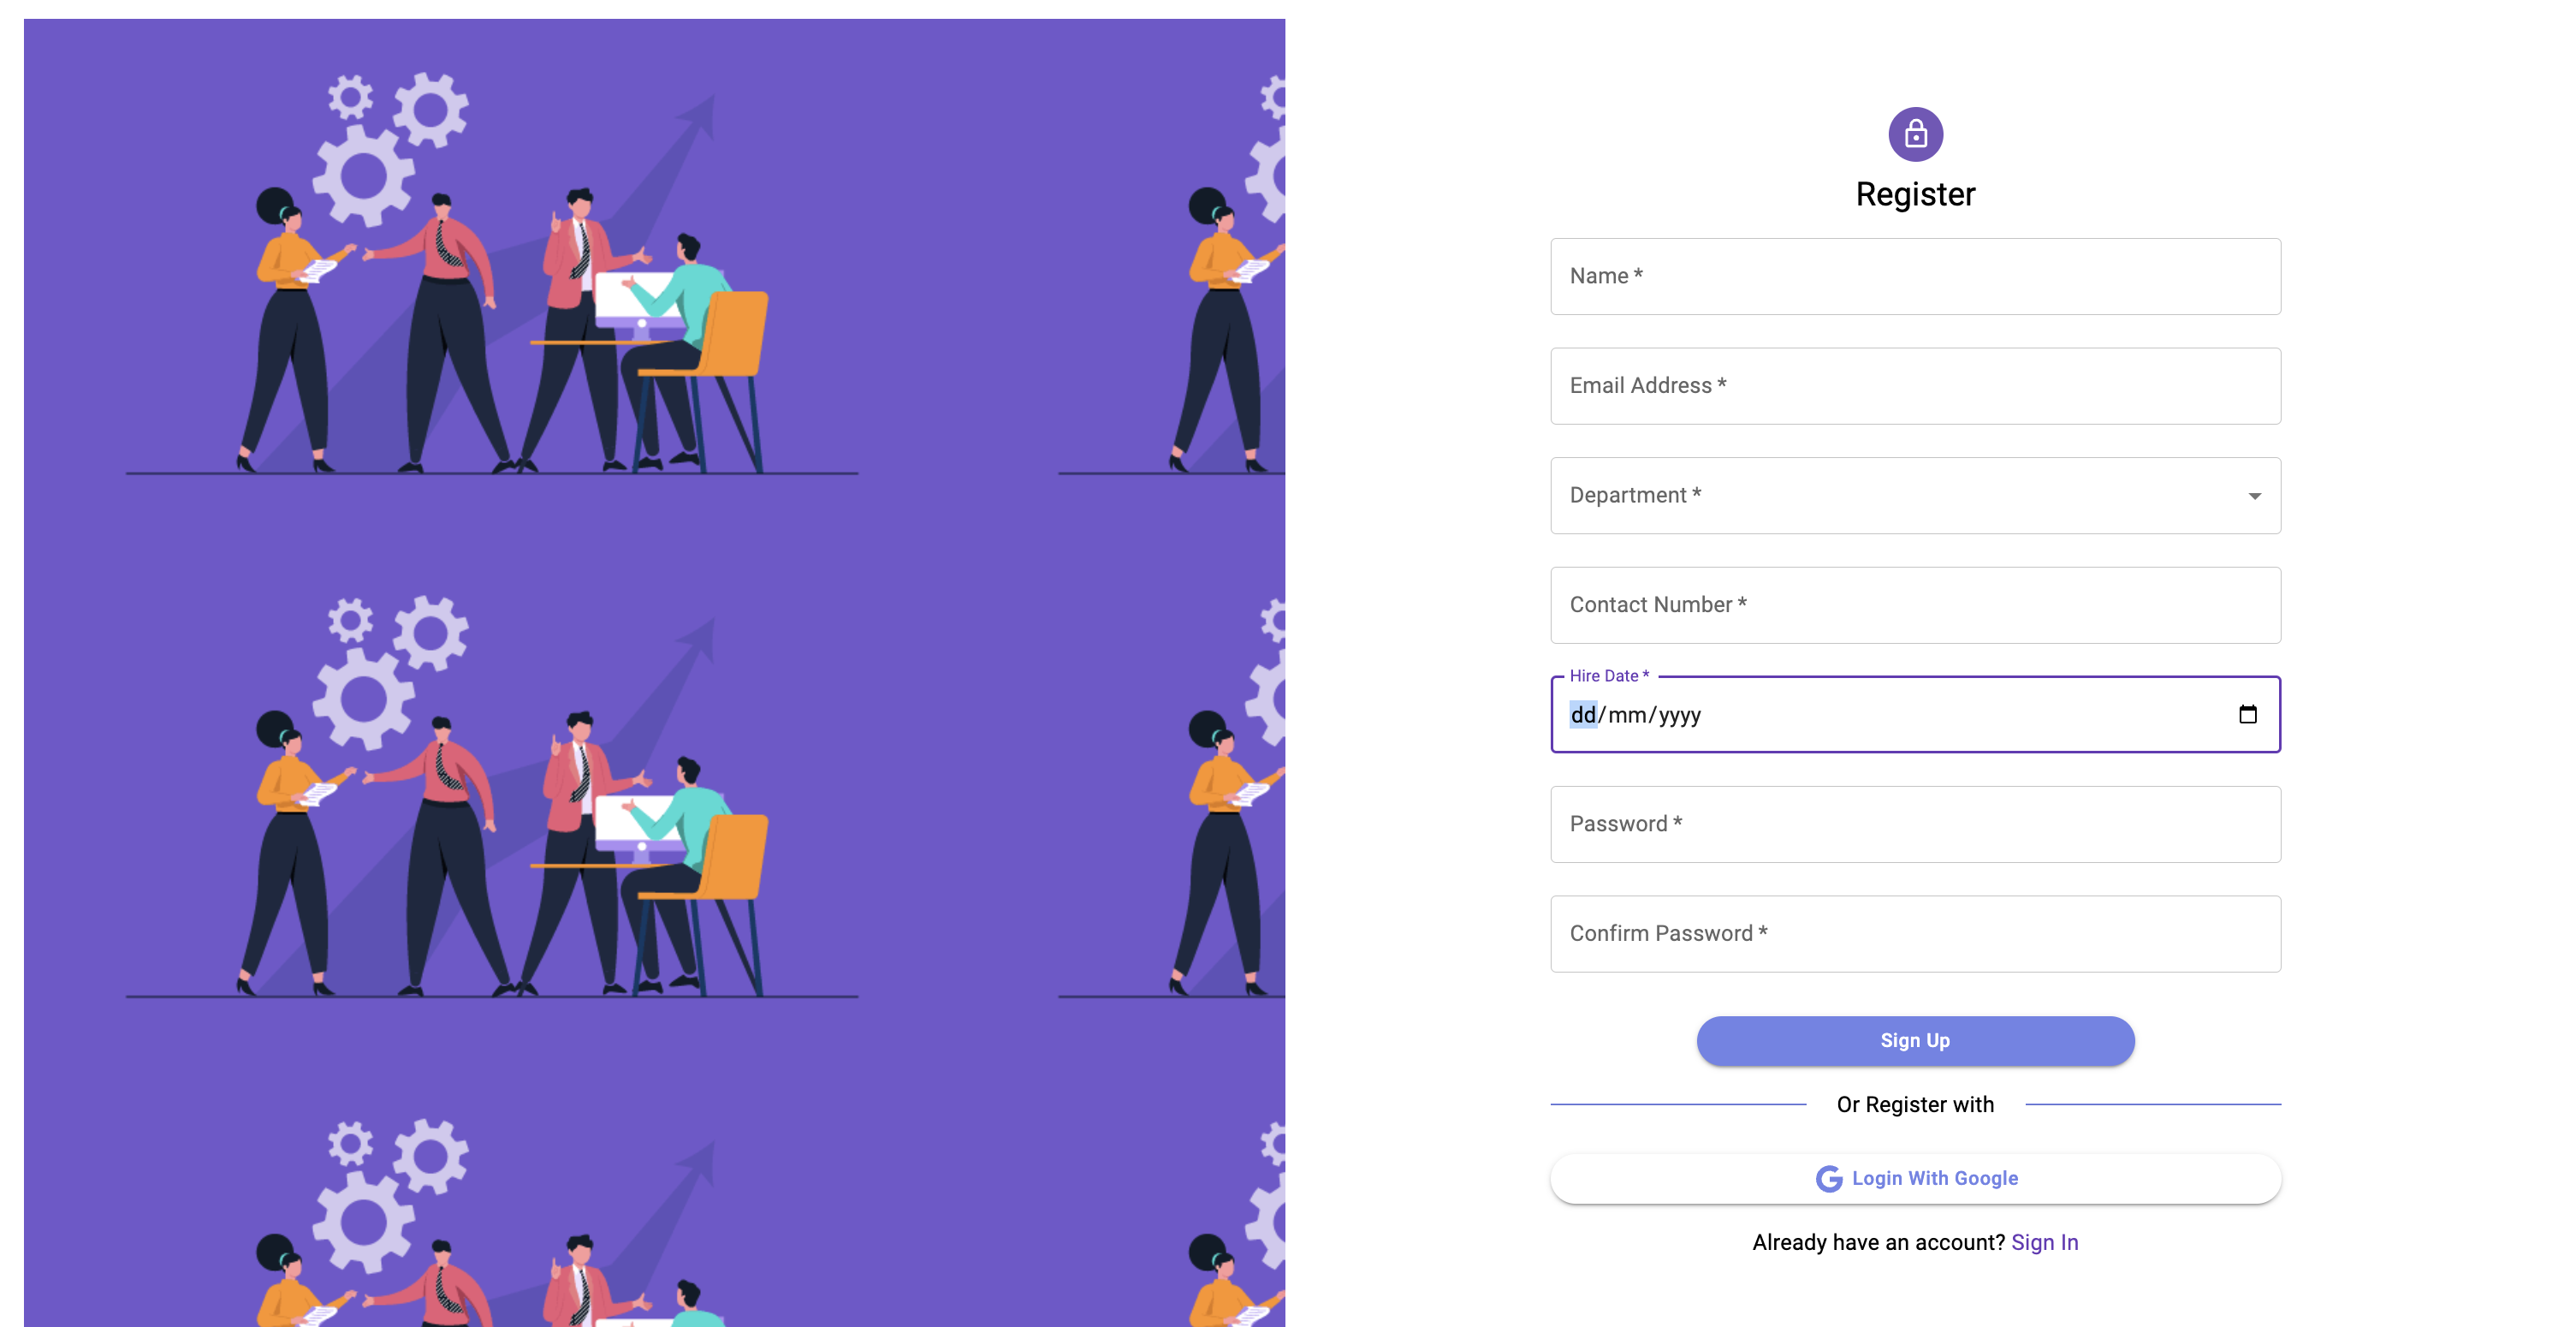 Register
Name *
Email Address *
Department *
Contact Number *
Hire Date *
dd/mm/yyyy
Password *
Confirm Password *
Sign Up
Or Register with
Login With Google
Already have an account? Sign In